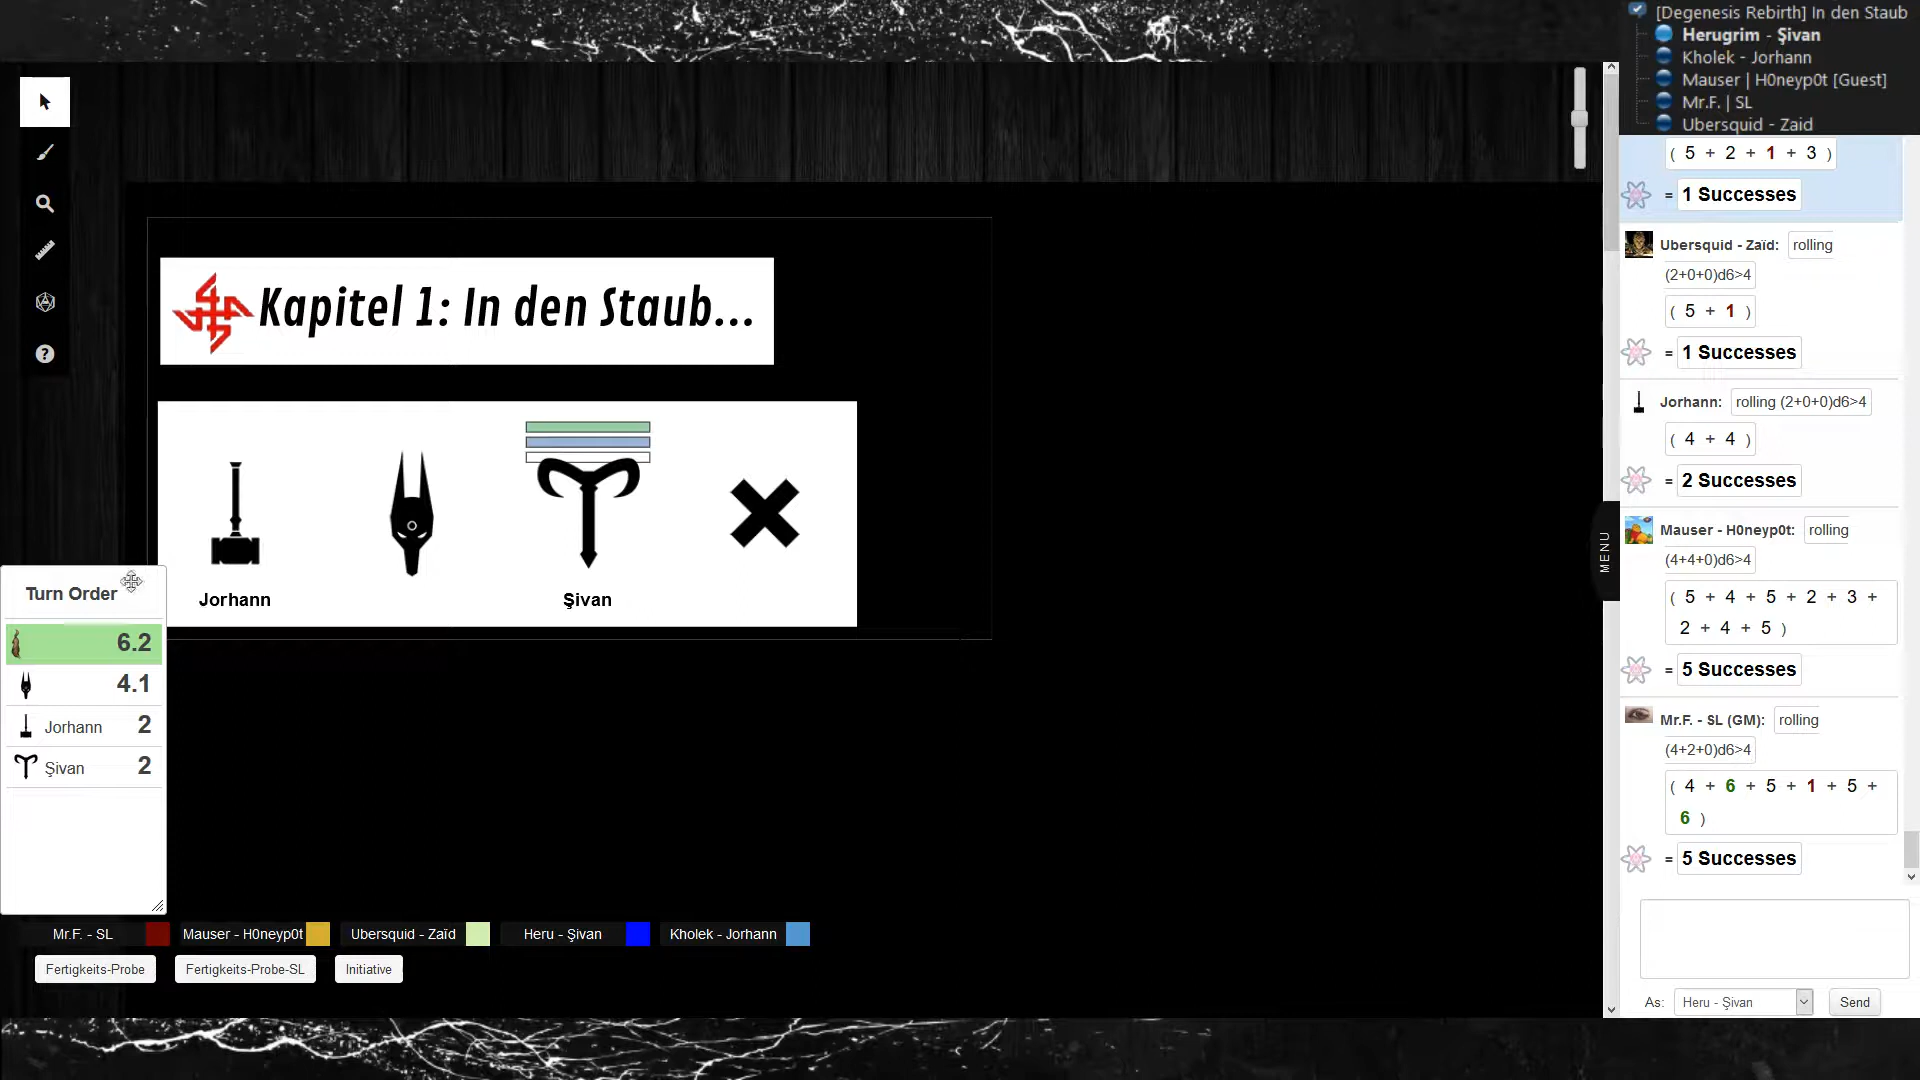 [Degenesis Rebirth] In den Staub
Herugrim - Şivan
Kholek - Jorhann
Mauser | H0neyp0t [Guest]
Mr.F. | SL
Ubersquid - Zaid
( 5 + 2 + 1 + 3 )
= 1 Successes
Ubersquid - Zaïd: rolling
(2+0+0)d6>4
( 5 + 1 )
= 1 Successes
Jorhann: rolling (2+0+0)d6>4
( 4 + 4 )
= 2 Successes
Mauser - H0neyp0t: rolling
(4+4+0)d6>4
( 5 + 4 + 5 + 2 + 3 +
2 + 4 + 5 )
= 5 Successes
Mr.F. - SL (GM): rolling
(4+2+0)d6>4
( 4 + 6 + 5 + 1 + 5 +
6 )
= 5 Successes
As: Heru - Şivan Send
MENU
Kapitel 1: In den Staub...
Jorhann
Şivan
Turn Order
6.2
4.1
Jorhann 2
Şivan 2
Mr.F. - SL
Mauser - H0neyp0t
Ubersquid - Zaïd
Heru - Şivan
Kholek - Jorhann
Fertigkeits-Probe
Fertigkeits-Probe-SL
Initiative